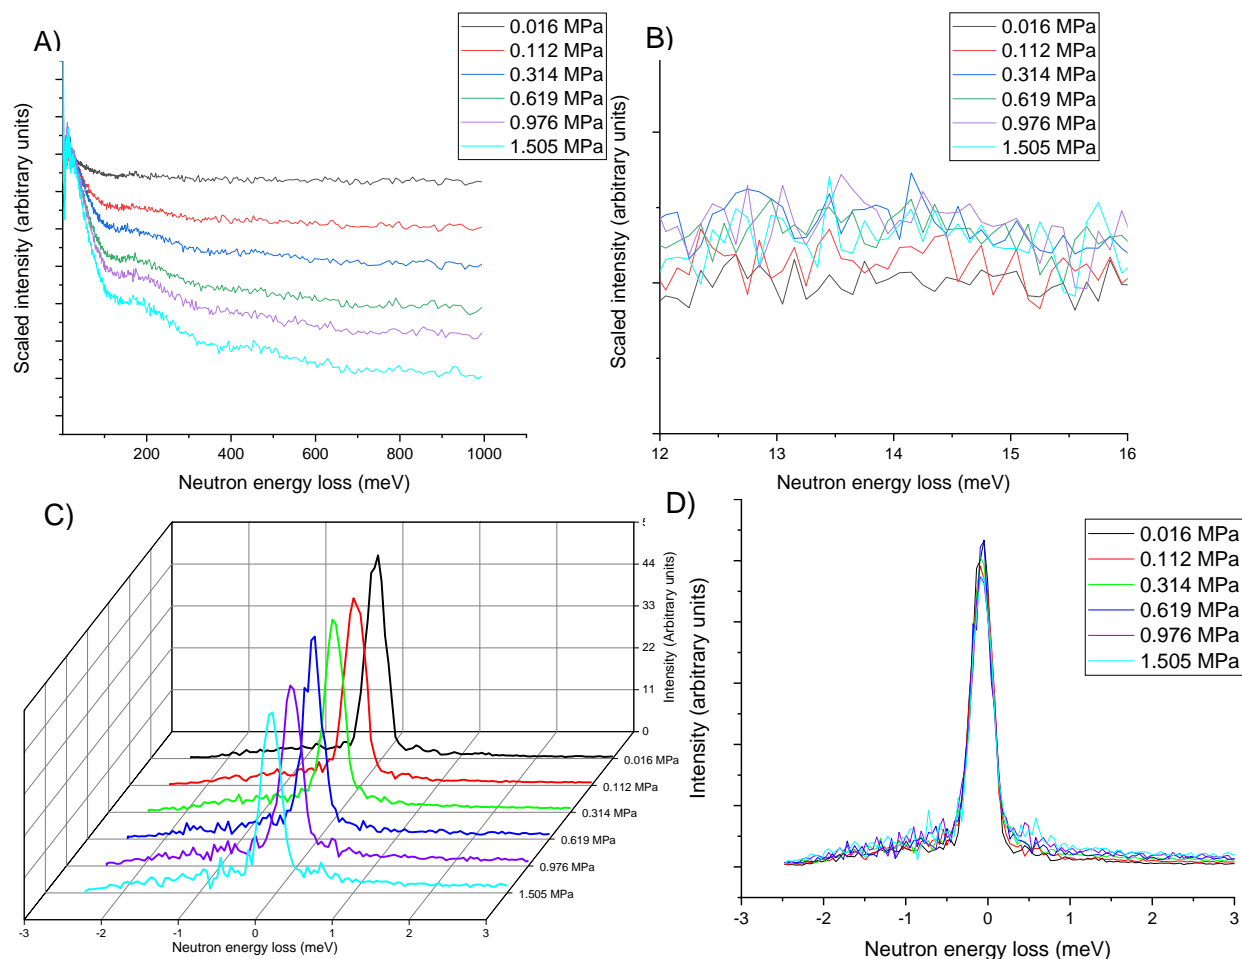 A)
0.016 MPa
0.112 MPa
0.314 MPa
0.619 MPa
0.976 MPa
1.505 MPa
Scaled intensity (arbitrary units)
200 400 600 800 1000
Neutron energy loss (meV)
B)
0.016 MPa
0.112 MPa
0.314 MPa
0.619 MPa
0.976 MPa
1.505 MPa
Scaled intensity (arbitrary units)
12 13 14 15 16
Neutron energy loss (meV)
C)
44
33
22
11
0
Intensity (Arbitrary units)
0.016 MPa
0.112 MPa
0.314 MPa
0.619 MPa
0.976 MPa
1.505 MPa
-3 -2 -1 0 1 2 3
Neutron energy loss (meV)
D)
0.016 MPa
0.112 MPa
0.314 MPa
0.619 MPa
0.976 MPa
1.505 MPa
Intensity (arbitrary units)
-3 -2 -1 0 1 2 3
Neutron energy loss (meV)